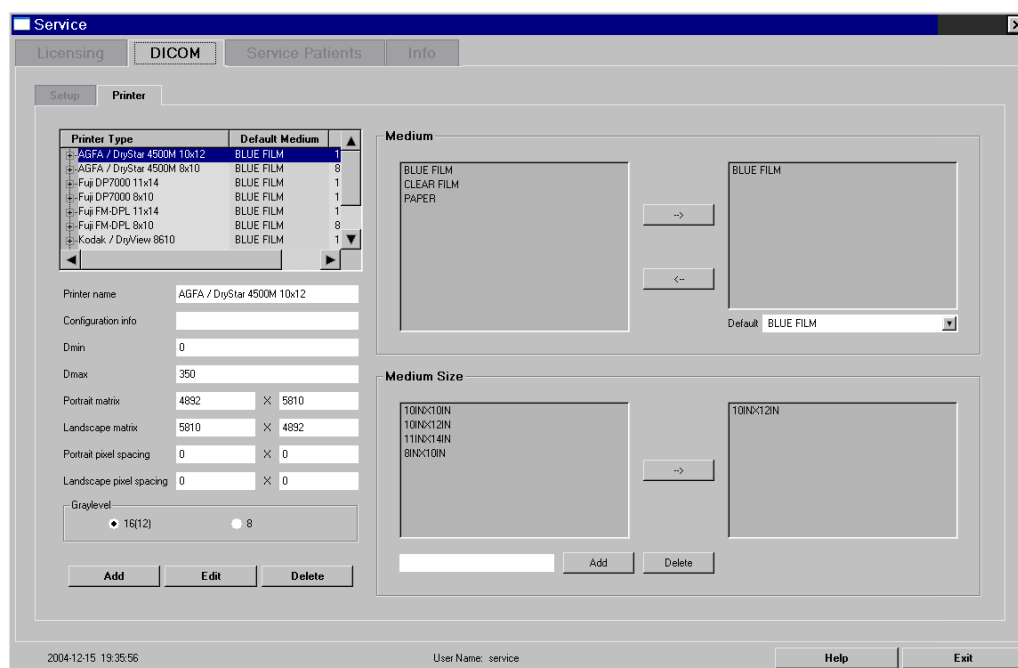 Service
Licensing DICOM Service Patients Info
Setup Printer
Printer Type Default Medium
AGFA / DryStar 4500M 10x12 BLUE FILM 1
AGFA / DryStar 4500M 8x10 BLUE FILM 8
Fuji DP7000 11x14 BLUE FILM 1
Fuji DP7000 8x10 BLUE FILM 1
Fuji FM-DPL 11x14 BLUE FILM 1
Fuji FM-DPL 8x10 BLUE FILM 8
Kodak / DryView 8610 BLUE FILM 1
Printer name AGFA / DryStar 4500M 10x12
Configuration info
Dmin 0
Dmax 350
Portrait matrix 4892 X 5810
Landscape matrix 5810 X 4892
Portrait pixel spacing 0 X 0
Landscape pixel spacing 0 X 0
Graylevel
16(12) 8
Add Edit Delete
Medium
BLUE FILM
CLEAR FILM
PAPER
-->
<--
BLUE FILM
Default BLUE FILM
Medium Size
10INX10IN
10INX12IN
11INX14IN
8INX10IN
-->
10INX12IN
Add Delete
2004-12-15 19:35:56 User Name: service Help Exit